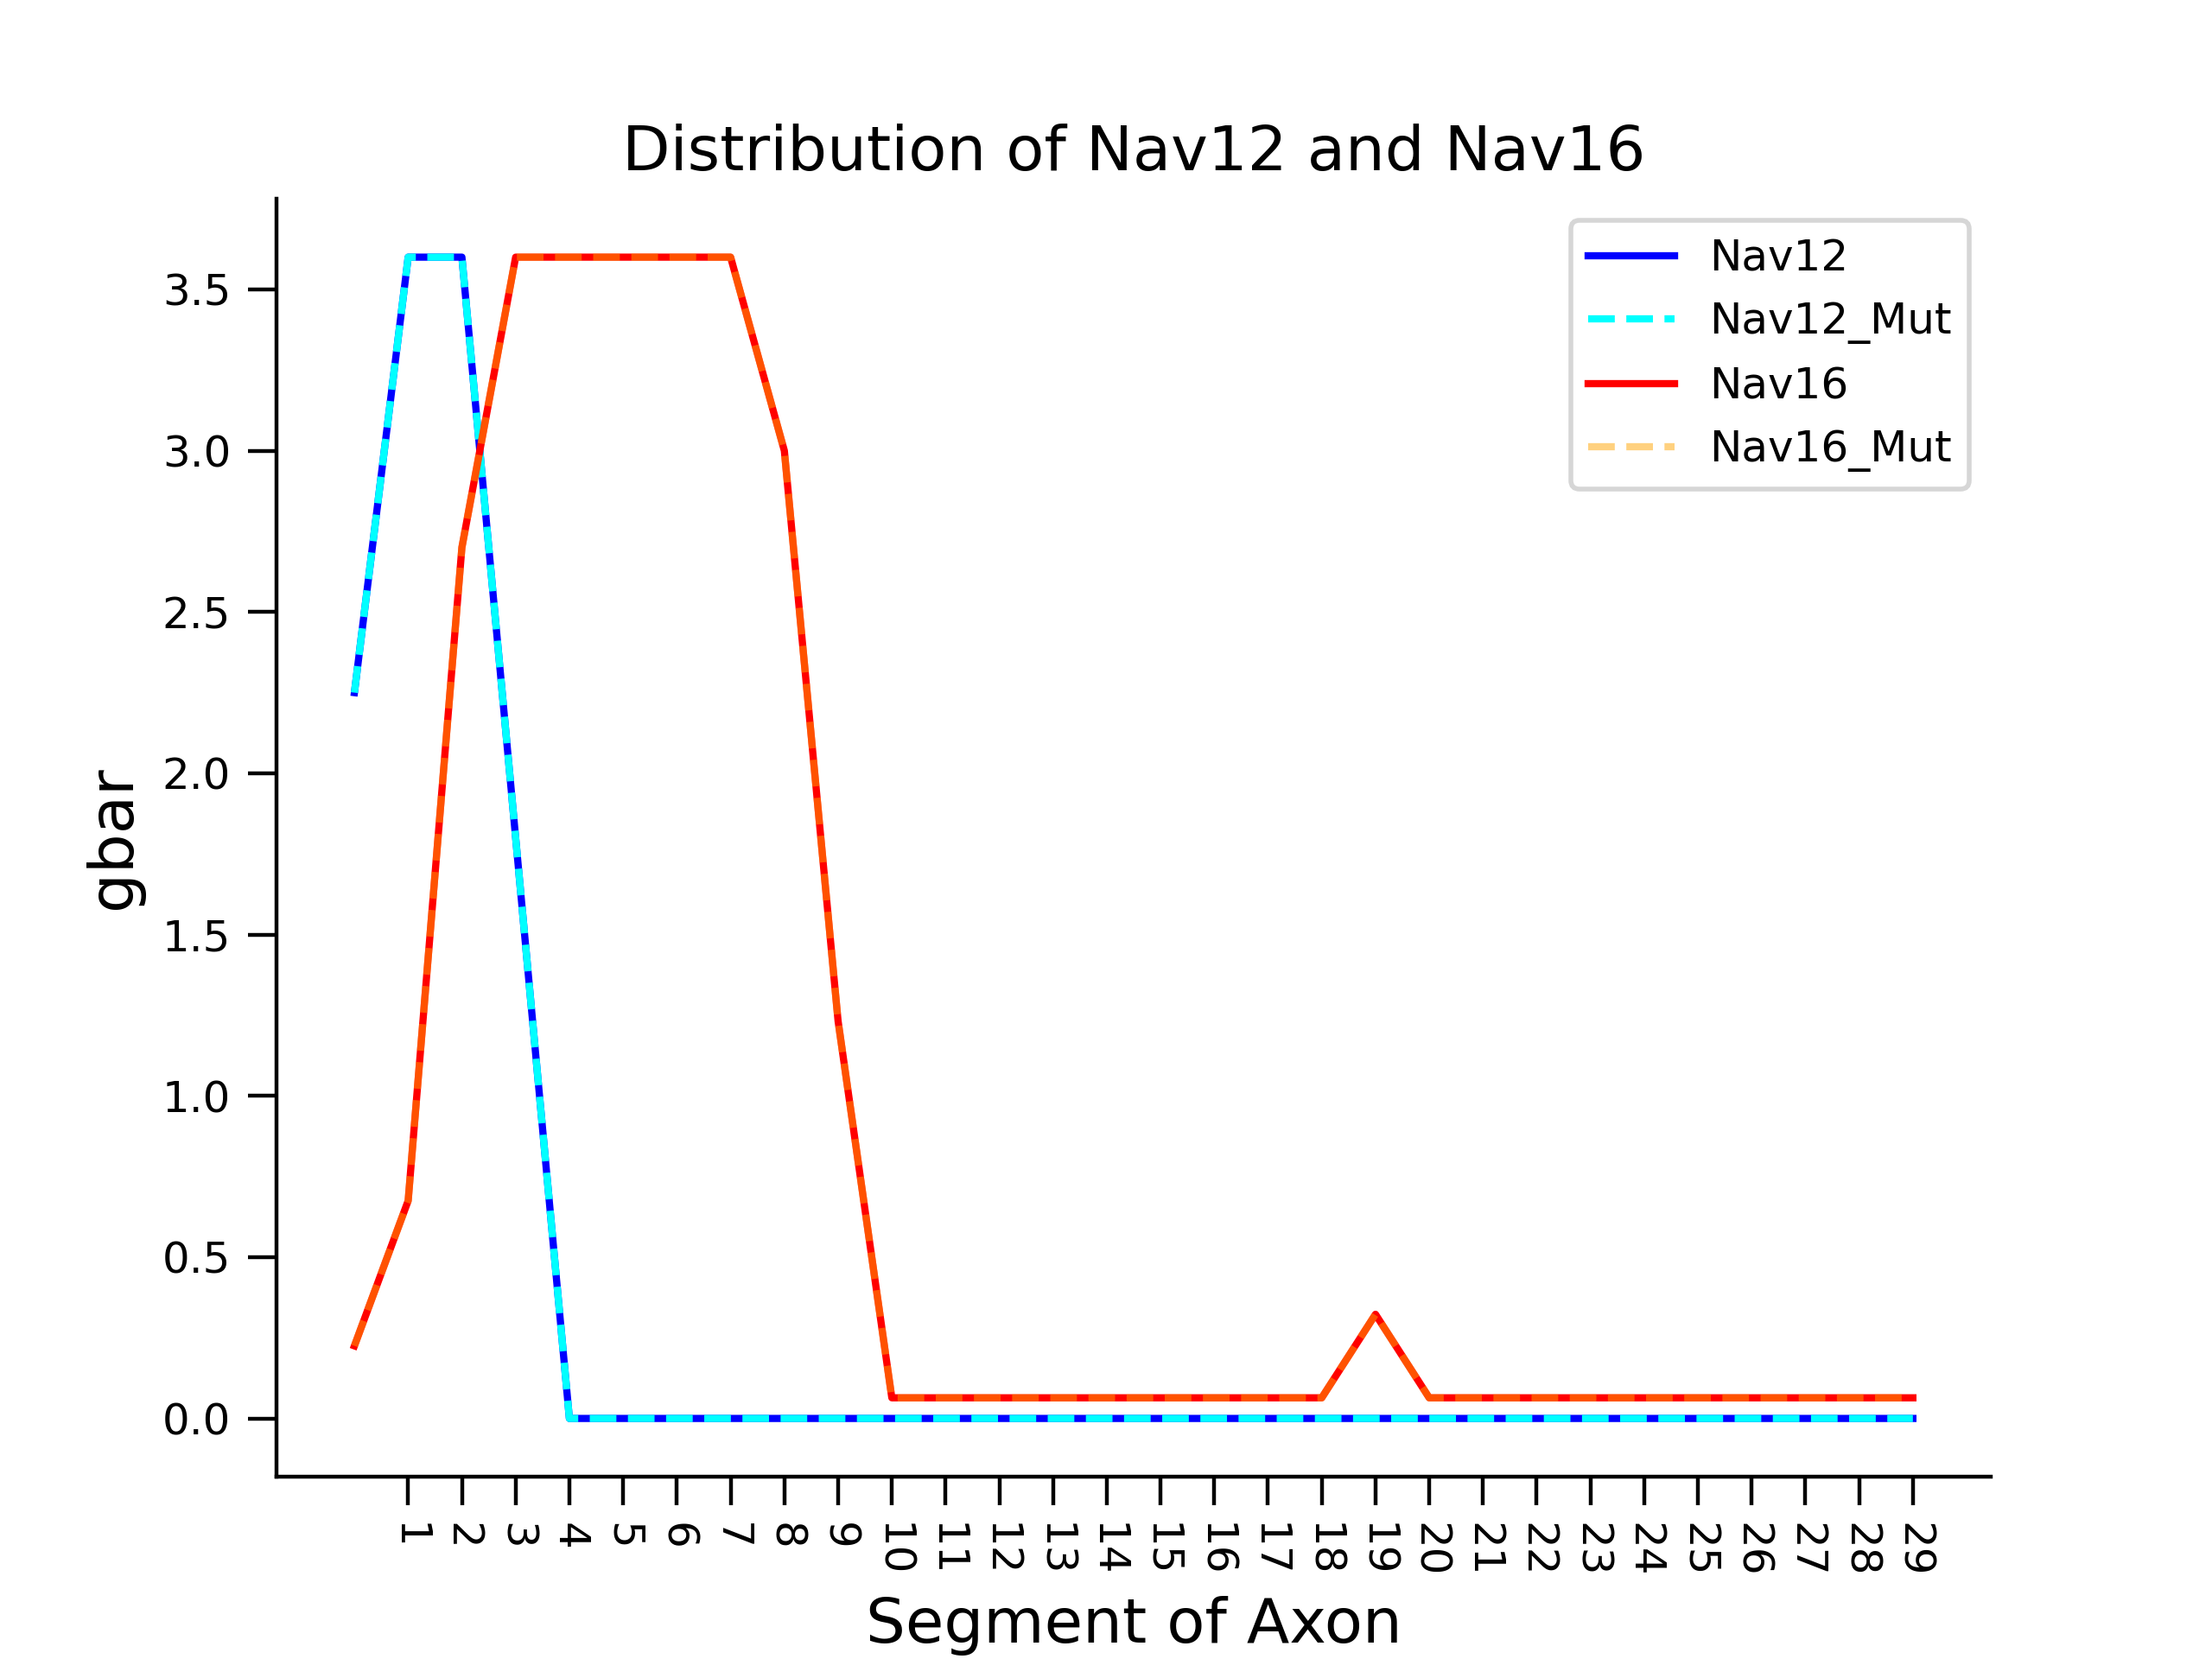 Distribution of Nav12 and Nav16
Nav12
Nav12_Mut
Nav16
Nav16_Mut
gbar
3.5
3.0
2.5
2.0
1.5
1.0
0.5
0.0
1 2 3 4 5 6 7 8 9 10 11 12 13 14 15 16 17 18 19 20 21 22 23 24 25 26 27 28 29
Segment of Axon